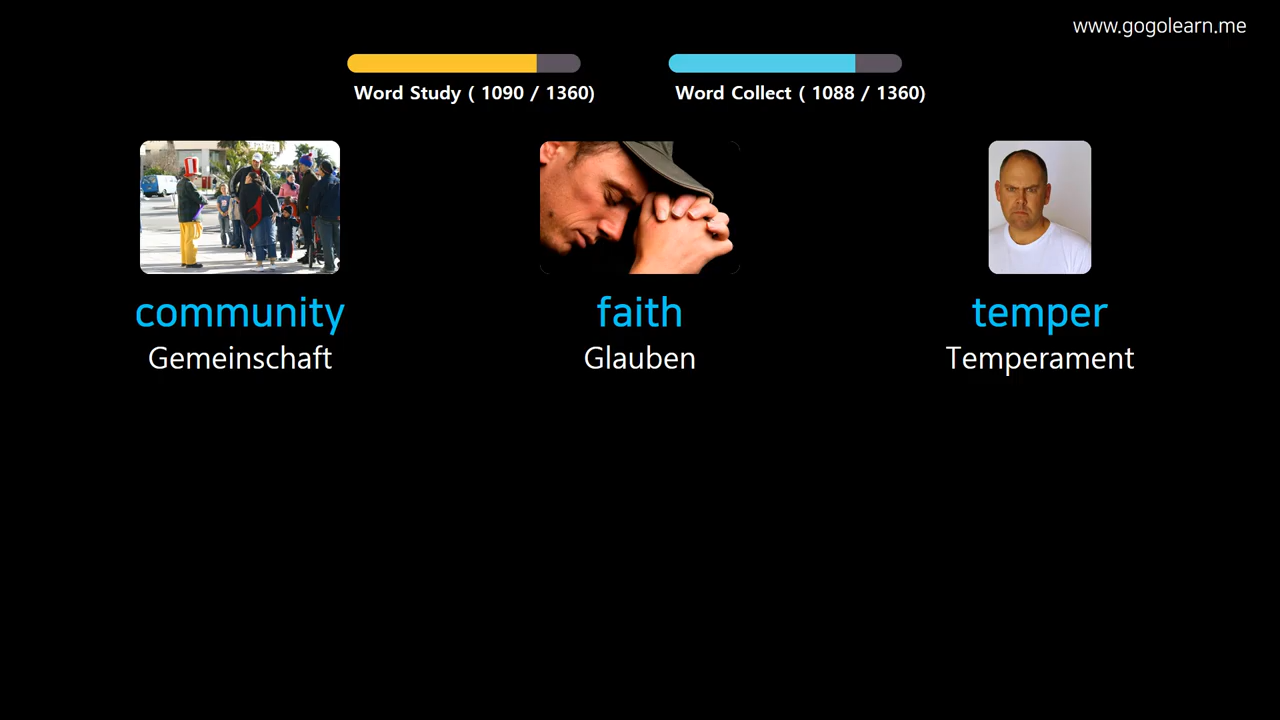 www.gogolearn.me
Word Study ( 1090 / 1360)
Word Collect ( 1088 / 1360)
community
faith
temper
Gemeinschaft
Glauben
Temperament